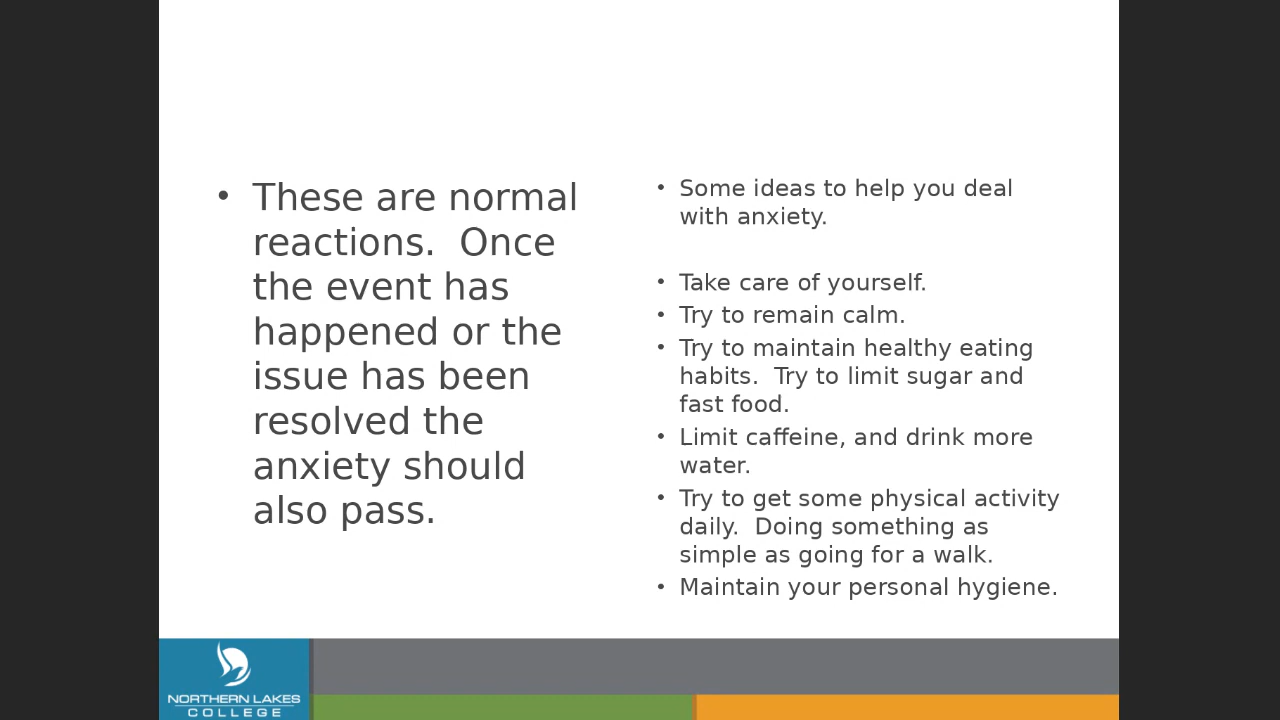 • These are normal
reactions.  Once
the event has
happened or the
issue has been
resolved the
anxiety should
also pass.
• Some ideas to help you deal
with anxiety.
• Take care of yourself.
• Try to remain calm.
• Try to maintain healthy eating
habits.  Try to limit sugar and
fast food.
• Limit caffeine, and drink more
water.
• Try to get some physical activity
daily.  Doing something as
simple as going for a walk.
• Maintain your personal hygiene.
NORTHERN LAKES
COLLEGE